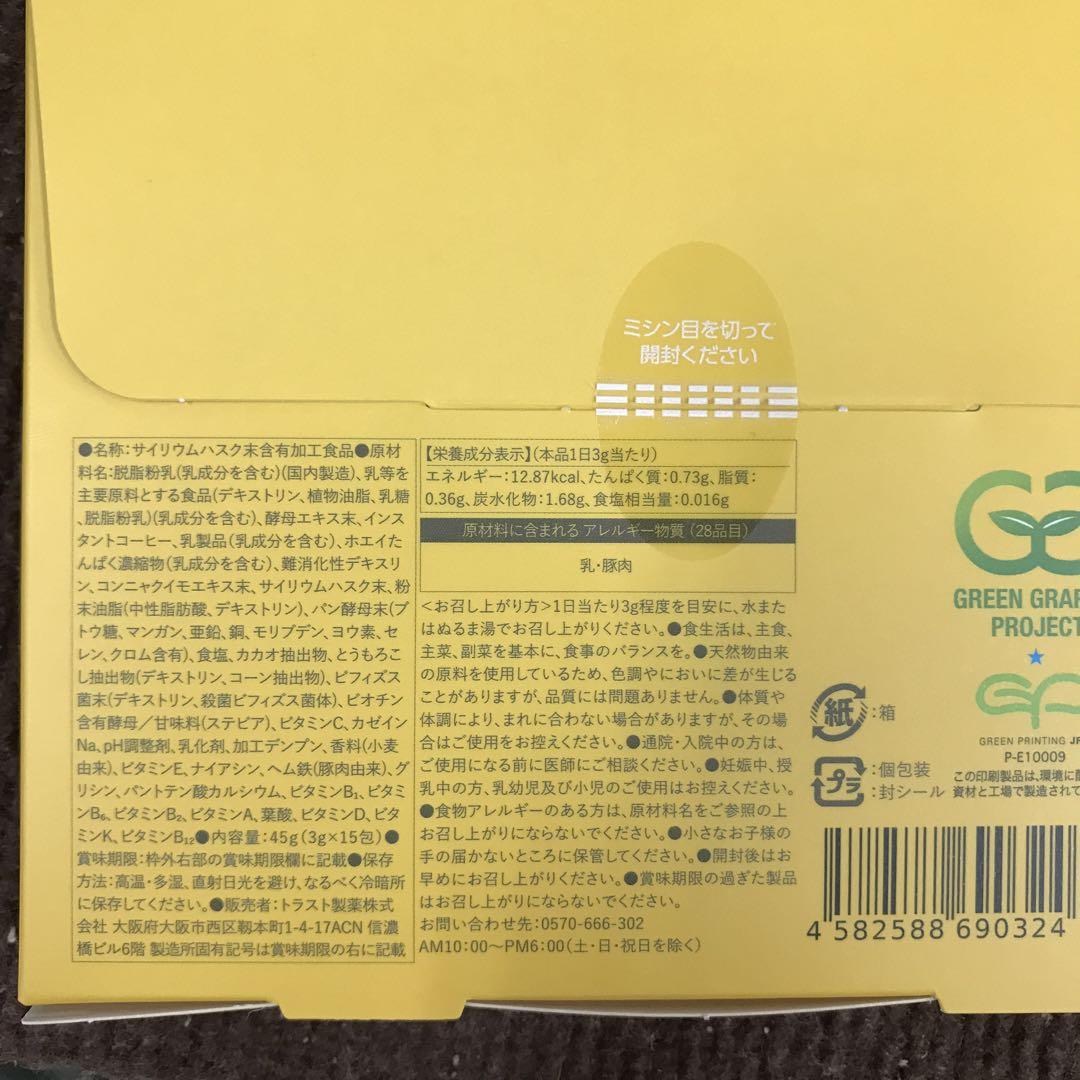 ミシン目を切って
開封ください
●名称:サイリウムハスク末含有加工食品●原材
料名:脱脂粉乳(乳成分を含む)(国内製造)、乳等を
主要原料とする食品(デキストリン、植物油脂、乳糖
、脱脂粉乳)(乳成分を含む)、酵母エキス末、インス
タントコーヒー、乳製品(乳成分を含む)、ホエイた
んぱく濃縮物(乳成分を含む)、難消化性デキスリ
ン、コンニャクイモエキス末、サイリウムハスク末、粉
末油脂(中性脂肪酸、デキストリン)、パン酵母末(ブ
トウ糖、マンガン、亜鉛、銅、モリブデン、ヨウ素、セ
レン、クロム含有)、食塩、カカオ抽出物、とうもろこ
し抽出物(デキストリン、コーン抽出物)、ビフィズス
菌末(デキストリン、殺菌ビフィズス菌体)、ビオチン
含有酵母/甘味料(ステビア)、ビタミンC、カゼイン
Na、pH調整剤、乳化剤、加工デンプン、香料(小麦
由来)、ビタミンE、ナイアシン、ヘム鉄(豚肉由来)、グ
リシン、パントテン酸カルシウム、ビタミンB₁、ビタミ
ンB₆、ビタミンB₂、ビタミンA、葉酸、ビタミンD、ビタ
ミンK、ビタミンB₁₂●内容量:45g(3g×15包)●
賞味期限:枠外右部の賞味期限欄に記載●保存
方法:高温・多湿、直射日光を避け、なるべく冷暗所
に保存してください。●販売者:トラスト製薬株式
会社 大阪府大阪市西区靱本町1-4-17ACN 信濃
橋ビル6階 製造所固有記号は賞味期限の右に記載
【栄養成分表示】(本品1日3g当たり)
エネルギー:12.87kcal、たんぱく質:0.73g、脂質:
0.36g、炭水化物:1.68g、食塩相当量:0.016g
原材料に含まれる アレルギー物質(28品目)
乳・豚肉
<お召し上がり方>1日当たり3g程度を目安に、水また
はぬるま湯でお召し上がりください。●食生活は、主食、
主菜、副菜を基本に、食事のバランスを。●天然物由来
の原料を使用しているため、色調やにおいに差が生じる
ことがありますが、品質には問題ありません。●体質や
体調により、まれに合わない場合がありますが、その場
合はご使用をお控えください。●通院・入院中の方は、
ご使用になる前に医師にご相談ください。●妊娠中、授
乳中の方、乳幼児及び小児のご使用はお控えください。
●食物アレルギーのある方は、原材料名をご参照の上
お召し上がりにならないでください。●小さなお子様の
手の届かないところに保管してください。●開封後はお
早めにお召し上がりください。●賞味期限の過ぎた製品
はお召し上がりにならないでください。
お問い合わせ先:0570-666-302
AM10:00〜PM6:00(土・日・祝日を除く)
紙:箱
プラ:個包装
:封シール
GREEN
PROJECT
GREEN PRINTING
P-E10009
この印刷製品は、環境に
資材と工場で製造されて
4 582588 690324